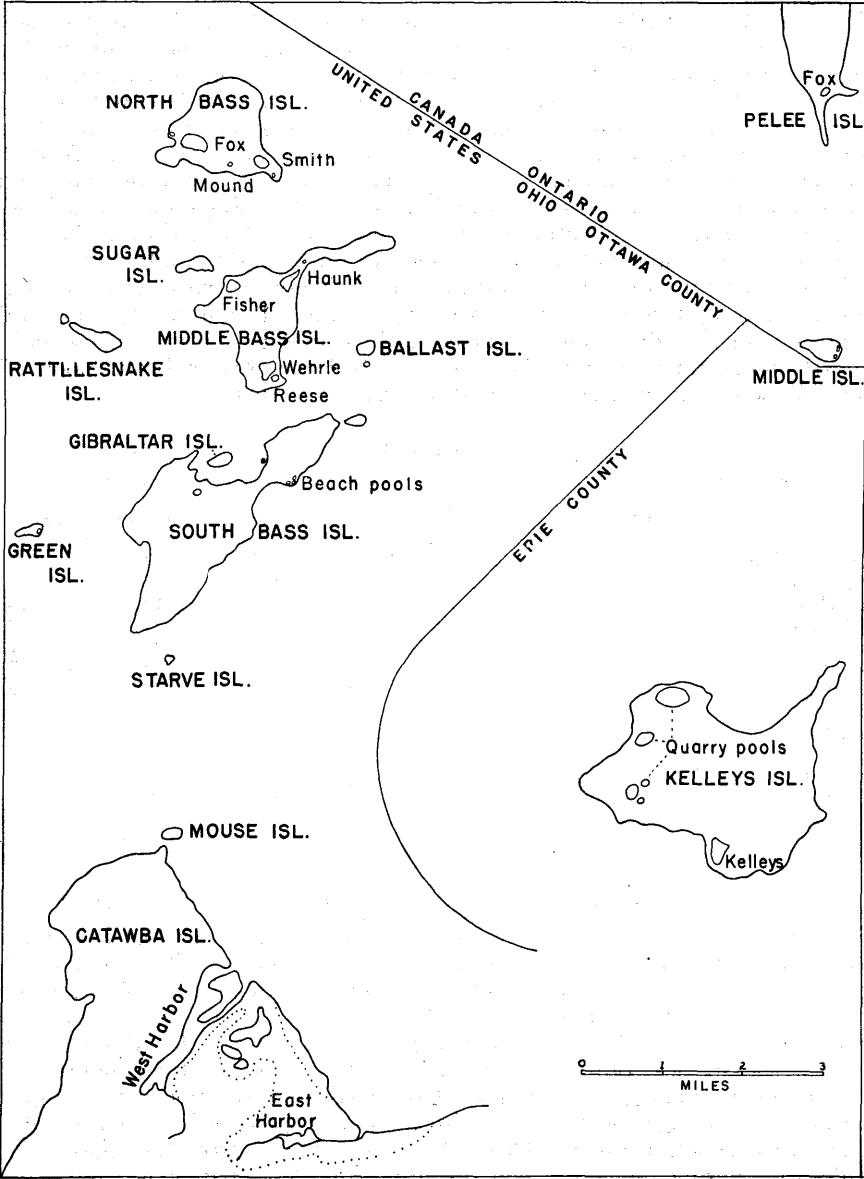 NORTH BASS ISL.
Fox
Smith
Mound
UNITED STATES
CANADA
ONTARIO
OHIO
OTTAWA COUNTY
Fox
PELEE ISL
SUGAR
ISL.
Haunk
Fisher
MIDDLE BASS ISL.
RATTLLESNAKE
ISL.
BALLAST ISL.
Wehrle
Reese
MIDDLE ISL.
GIBRALTAR ISL.
Beach pools
SOUTH BASS ISL.
GREEN
ISL.
ERIE COUNTY
STARVE ISL.
Quarry pools
KELLEYS ISL.
Kelleys
MOUSE ISL.
CATAWBA ISL.
West Harbor
East
Harbor
0 1 2 3
MILES